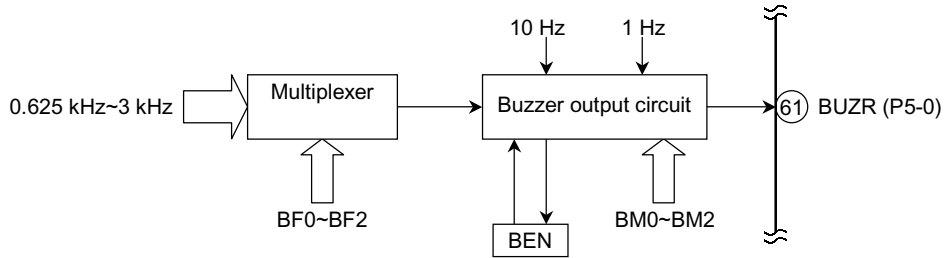 10 Hz
1 Hz
0.625 kHz~3 kHz
Multiplexer
Buzzer output circuit
61
BUZR (P5-0)
BF0~BF2
BEN
BM0~BM2